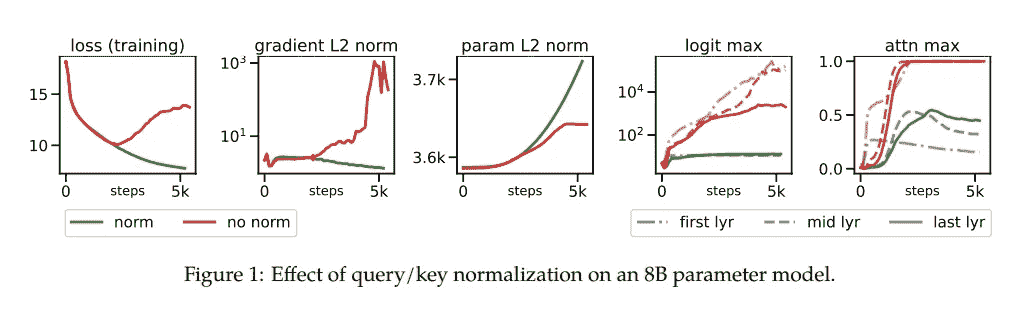 loss (training)
gradient L2 norm
param L2 norm
logit max
attn max
15
10
0
steps
5k
10³
10¹
0
steps
5k
3.7k
3.6k
0
steps
5k
10⁴
10²
0
steps
5k
1.0
0.5
0.0
0
steps
5k
norm
no norm
first lyr
mid lyr
last lyr
Figure 1: Effect of query/key normalization on an 8B parameter model.